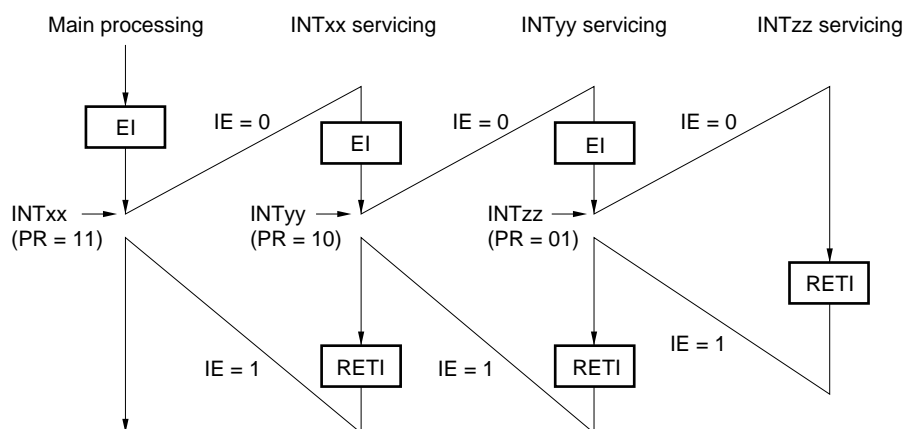 Main processing
INTxx servicing
INTyy servicing
INTzz servicing
EI
IE = 0
EI
IE = 0
EI
IE = 0
INTxx
(PR = 11)
INTyy
(PR = 10)
INTzz
(PR = 01)
RETI
IE = 1
RETI
IE = 1
RETI
IE = 1